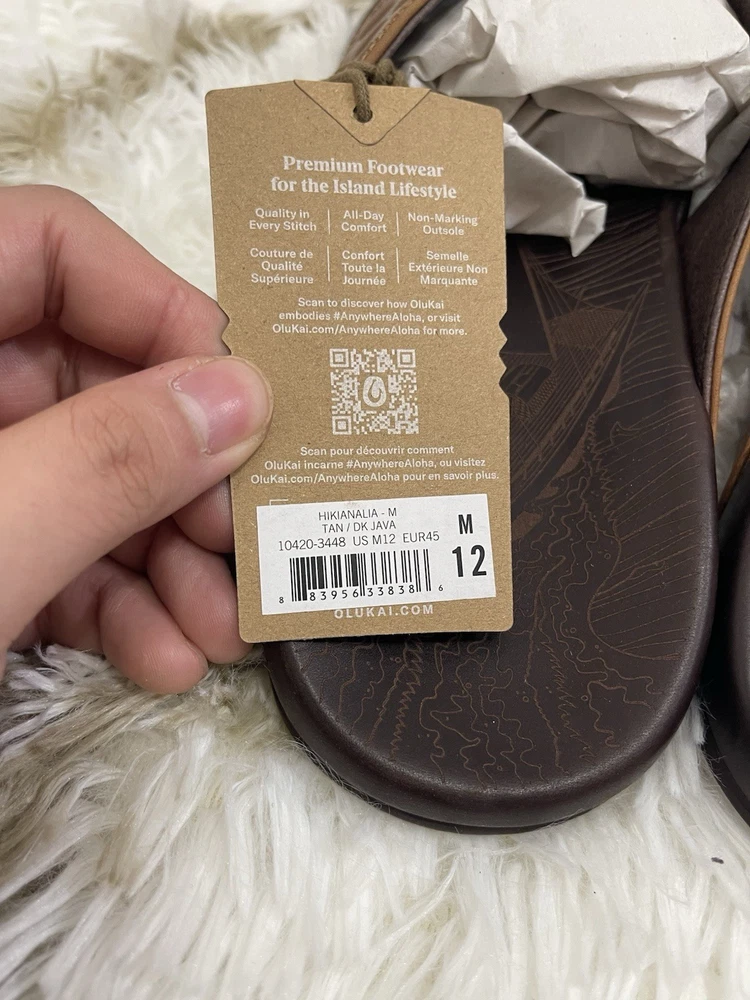 Premium Footwear
for the Island Lifestyle
Quality in
Every Stitch
All-Day
Comfort
Non-Marking
Outsole
Couture de
Qualité
Supérieure
Confort
Toute la
Journée
Semelle
Extérieure Non
Marquante
Scan to discover how OluKai
embodies #AnywhereAloha, or visit
OluKai.com/AnywhereAloha for more.
Scan pour découvrir comment
OluKai incarne #AnywhereAloha, ou visitez
OluKai.com/AnywhereAloha pour en savoir plus.
HIKIANALIA - M
TAN / DK JAVA
10420-3448 US M12 EUR45
M
12
8 83956 33838 6
OLUKAI.COM